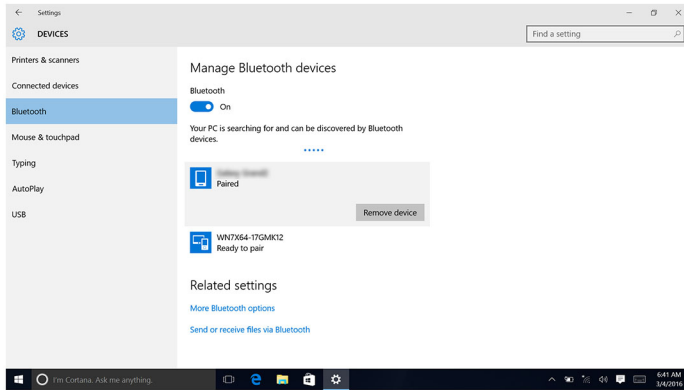 Settings
DEVICES
Find a setting
Printers & scanners
Connected devices
Bluetooth
Mouse & touchpad
Typing
AutoPlay
USB
Manage Bluetooth devices
Bluetooth
On
Your PC is searching for and can be discovered by Bluetooth
devices.
Paired
Remove device
WN7X64-17GMK12
Ready to pair
Related settings
More Bluetooth options
Send or receive files via Bluetooth
I'm Cortana. Ask me anything.
6:41 AM
3/4/2016